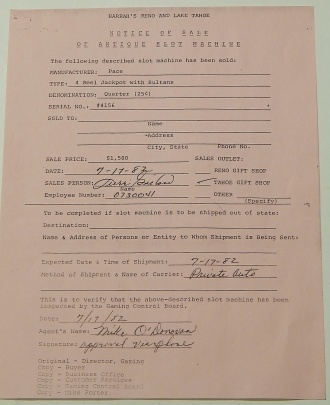 HARRAH'S RENO AND LAKE TAHOE
NOTICE OF SALE
OF ANTIQUE SLOT MACHINE
The following described slot machine has been sold:
MANUFACTURER: Pace
TYPE: 4 Reel Jackpot with Sultans
DENOMINATION: Quarter (25¢)
SERIAL NO.: #4156
SOLD TO:
Name
Address
City, State Phone No.
SALE PRICE: $1,500 SALES OUTLET:
DATE: 7-17-82 RENO GIFT SHOP
SALES PERSON: TAHOE GIFT SHOP
Name
Employee Number: 0730041 OTHER
(Specify)
To be completed if slot machine is to be shipped out of state:
Destination:
Name & Address of Persons or Entity to Whom Shipment is Being Sent:
Expected Date & Time of Shipment: 7-17-82
Method of Shipment & Name of Carrier: Private auto
This is to verify that the above-described slot machine has been
inspected by the Gaming Control Board.
Date: 7/17/82
Agent's Name: Mike O'Donovan
Signature: approval via phone
Original - Director, Gaming
Copy - Buyer
Copy - Business Office
Copy - Customer Services
Copy - Gaming Control Board
Copy -